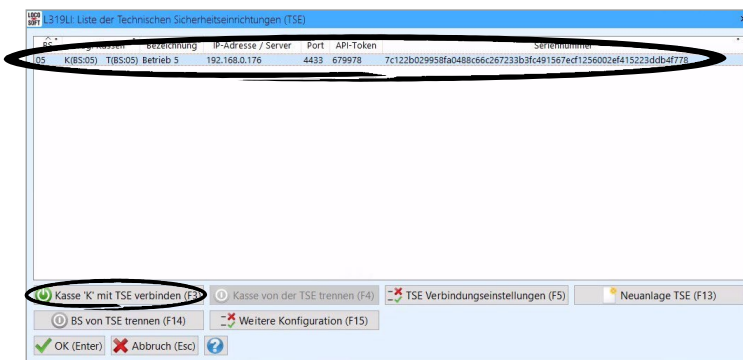 LOCO SOFT L319LI: Liste der Technischen Sicherheitseinrichtungen (TSE)
BS Kassen Bezeichnung IP-Adresse / Server Port API-Token Seriennummer
05 K(BS:05) T(BS:05) Betrieb 5 192.168.0.176 4433 679978 7c122b029958fa0488c66c267233b3fc491567ecf1256002ef415223ddb4f778
Kasse 'K' mit TSE verbinden (F3) Kasse von der TSE trennen (F4) TSE Verbindungseinstellungen (F5) Neuanlage TSE (F13)
BS von TSE trennen (F14) Weitere Konfiguration (F15)
OK (Enter) Abbruch (Esc) ?